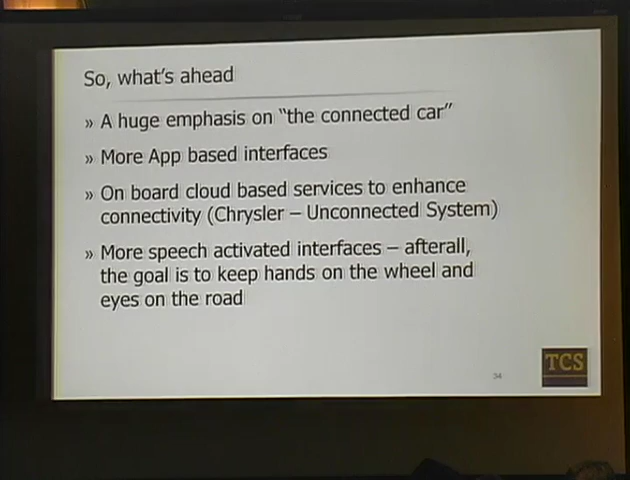 So, what's ahead
» A huge emphasis on "the connected car"
» More App based interfaces
» On board cloud based services to enhance
connectivity (Chrysler – Unconnected System)
» More speech activated interfaces – afterall,
the goal is to keep hands on the wheel and
eyes on the road
34
TCS